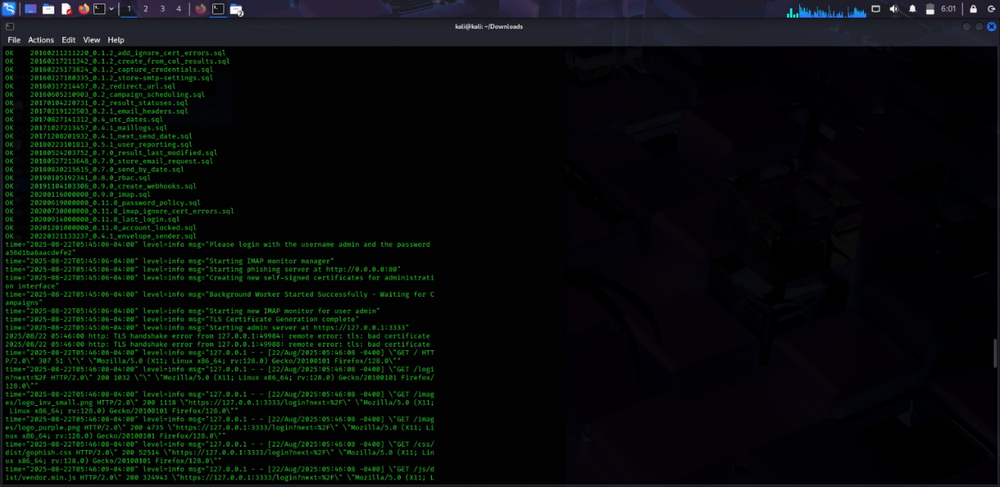 1 2 3 4
2
6:01
kali@kali: ~/Downloads
File Actions Edit View Help
OK 20160211211220_0.1.2_add_ignore_cert_errors.sql
OK 20160217211342_0.1.2_create_from_col_results.sql
OK 20160225173824_0.1.2_capture_credentials.sql
OK 20160227180335_0.1.2_store-smtp-settings.sql
OK 20160317214457_0.2_redirect_url.sql
OK 20160605210903_0.2_campaign_scheduling.sql
OK 20170104220731_0.2_result_statuses.sql
OK 20170219122503_0.2.1_email_headers.sql
OK 20170827141312_0.4_utc_dates.sql
OK 20171027213457_0.4.1_maillogs.sql
OK 20171208201932_0.4.1_next_send_date.sql
OK 20180223101813_0.5.1_user_reporting.sql
OK 20180524203752_0.7.0_result_last_modified.sql
OK 20180527213648_0.7.0_store_email_request.sql
OK 20180830215615_0.7.0_send_by_date.sql
OK 20190105192341_0.8.0_rbac.sql
OK 20191104103306_0.9.0_create_webhooks.sql
OK 20200116000000_0.9.0_imap.sql
OK 20200619000000_0.11.0_password_policy.sql
OK 20200730000000_0.11.0_imap_ignore_cert_errors.sql
OK 20200914000000_0.11.0_last_login.sql
OK 20201201000000_0.11.0_account_locked.sql
OK 20220321133237_0.4.1_envelope_sender.sql
time="2025-08-22T05:45:06-04:00" level=info msg="Please login with the username admin and the password
a56d1ba6aacdefe2"
time="2025-08-22T05:45:06-04:00" level=info msg="Starting IMAP monitor manager"
time="2025-08-22T05:45:06-04:00" level=info msg="Starting phishing server at http://0.0.0.0:80"
time="2025-08-22T05:45:06-04:00" level=info msg="Creating new self-signed certificates for administrati
on interface"
time="2025-08-22T05:45:06-04:00" level=info msg="Background Worker Started Successfully - Waiting for C
ampaigns"
time="2025-08-22T05:45:06-04:00" level=info msg="Starting new IMAP monitor for user admin"
time="2025-08-22T05:45:06-04:00" level=info msg="TLS Certificate Generation complete"
time="2025-08-22T05:45:06-04:00" level=info msg="Starting admin server at https://127.0.0.1:3333"
2025/08/22 05:46:00 http: TLS handshake error from 127.0.0.1:49984: remote error: tls: bad certificate
2025/08/22 05:46:00 http: TLS handshake error from 127.0.0.1:49988: remote error: tls: bad certificate
time="2025-08-22T05:46:08-04:00" level=info msg="127.0.0.1 - - [22/Aug/2025:05:46:08 -0400] \"GET / HTT
P/2.0\" 307 51 \"\" \"Mozilla/5.0 (X11; Linux x86_64; rv:128.0) Gecko/20100101 Firefox/128.0\""
time="2025-08-22T05:46:08-04:00" level=info msg="127.0.0.1 - - [22/Aug/2025:05:46:08 -0400] \"GET /logi
n?next=%2F HTTP/2.0\" 200 1032 \"\" \"Mozilla/5.0 (X11; Linux x86_64; rv:128.0) Gecko/20100101 Firefox/
128.0\""
time="2025-08-22T05:46:08-04:00" level=info msg="127.0.0.1 - - [22/Aug/2025:05:46:08 -0400] \"GET /imag
es/logo_inv_small.png HTTP/2.0\" 200 1118 \"https://127.0.0.1:3333/login?next=%2F\" \"Mozilla/5.0 (X11;
 Linux x86_64; rv:128.0) Gecko/20100101 Firefox/128.0\""
time="2025-08-22T05:46:08-04:00" level=info msg="127.0.0.1 - - [22/Aug/2025:05:46:08 -0400] \"GET /imag
es/logo_purple.png HTTP/2.0\" 200 4735 \"https://127.0.0.1:3333/login?next=%2F\" \"Mozilla/5.0 (X11; Li
nux x86_64; rv:128.0) Gecko/20100101 Firefox/128.0\""
time="2025-08-22T05:46:08-04:00" level=info msg="127.0.0.1 - - [22/Aug/2025:05:46:08 -0400] \"GET /css/
dist/gophish.css HTTP/2.0\" 200 52514 \"https://127.0.0.1:3333/login?next=%2F\" \"Mozilla/5.0 (X11; Lin
ux x86_64; rv:128.0) Gecko/20100101 Firefox/128.0\""
time="2025-08-22T05:46:09-04:00" level=info msg="127.0.0.1 - - [22/Aug/2025:05:46:09 -0400] \"GET /js/d
ist/vendor.min.js HTTP/2.0\" 200 324943 \"https://127.0.0.1:3333/login?next=%2F\" \"Mozilla/5.0 (X11; L